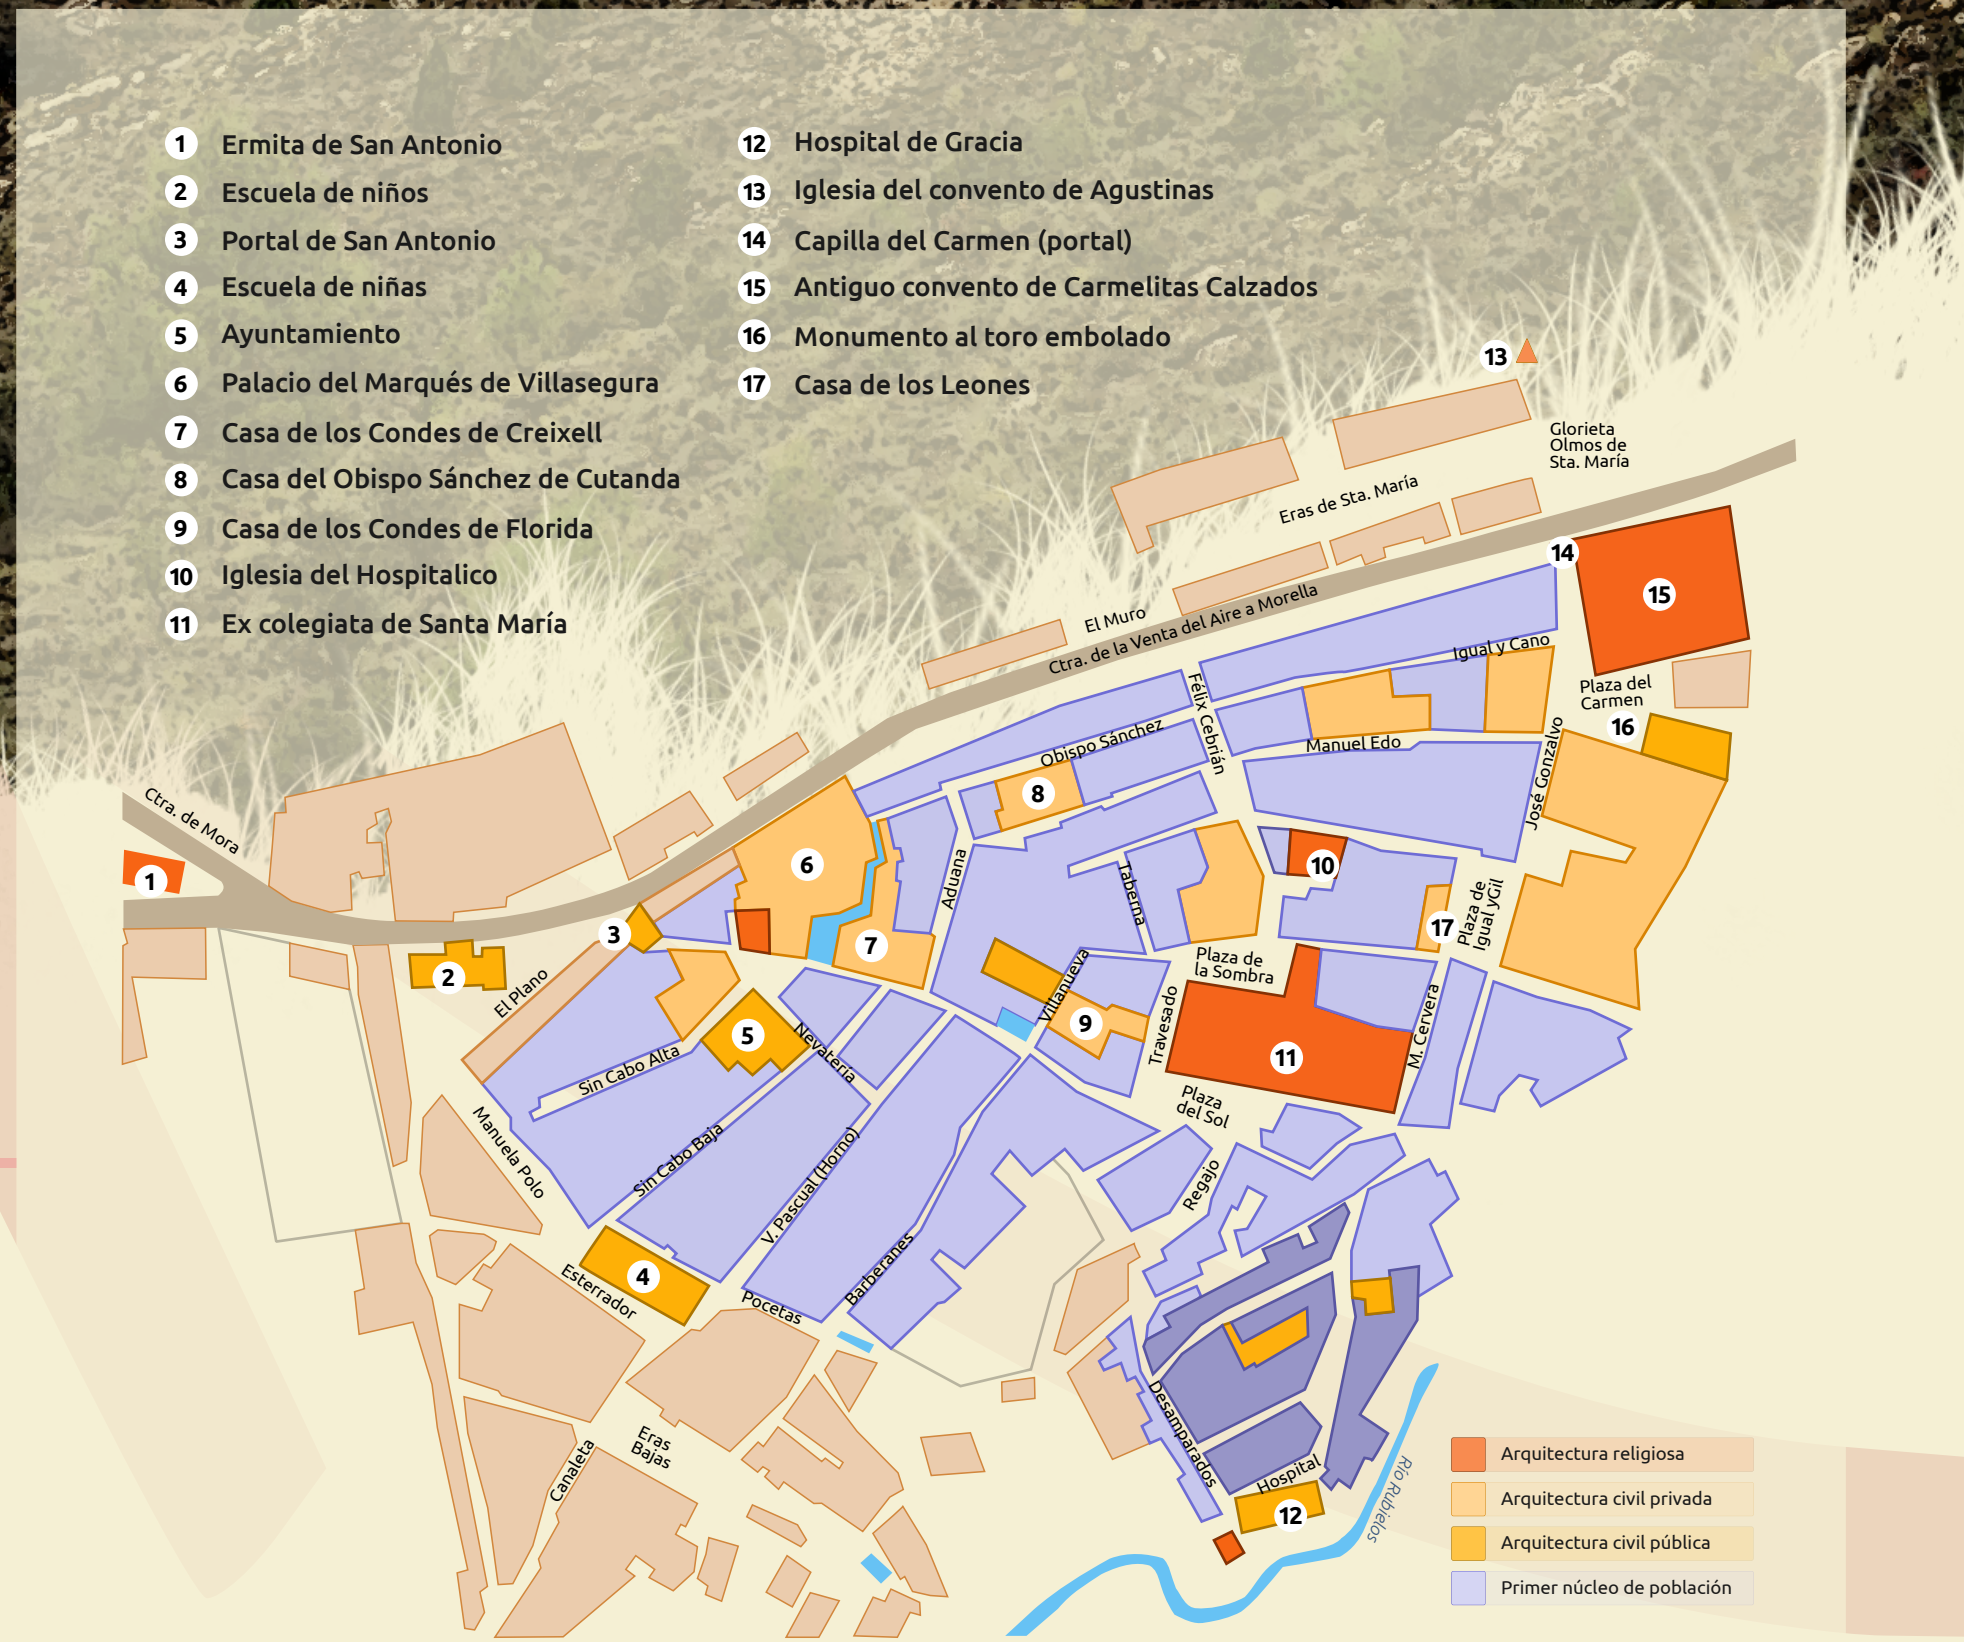 1 Ermita de San Antonio
2 Escuela de niños
3 Portal de San Antonio
4 Escuela de niñas
5 Ayuntamiento
6 Palacio del Marqués de Villasegura
7 Casa de los Condes de Creixell
8 Casa del Obispo Sánchez de Cutanda
9 Casa de los Condes de Florida
10 Iglesia del Hospitalico
11 Ex colegiata de Santa María
12 Hospital de Gracia
13 Iglesia del convento de Agustinas
14 Capilla del Carmen (portal)
15 Antiguo convento de Carmelitas Calzados
16 Monumento al toro embolado
17 Casa de los Leones
13
Glorieta
Olmos de
Sta. María
Eras de Sta. María
14
15
El Muro
Ctra. de la Venta del Aire a Morella
Igual y Cano
Plaza del
Carmen
16
Félix Cebrián
Obispo Sánchez
Manuel Edo
José Gonzalvo
8
Ctra. de Mora
1
6
10
Aduana
Taberna
Plaza de
Igual yGil
17
3
7
2
El Plano
Plaza de
la Sombra
Villanueva
9
Travesado
11
M. Cervera
5
Nevatería
Sin Cabo Alta
Plaza
del Sol
Manuela Polo
Sin Cabo Baja
V. Pascual (Horno)
Regajo
4
Esterrador
Pocetas
Barberanes
Desamparados
Eras
Bajas
Canaleta
Hospital
12
Río Rubielos
Arquitectura religiosa
Arquitectura civil privada
Arquitectura civil pública
Primer núcleo de población